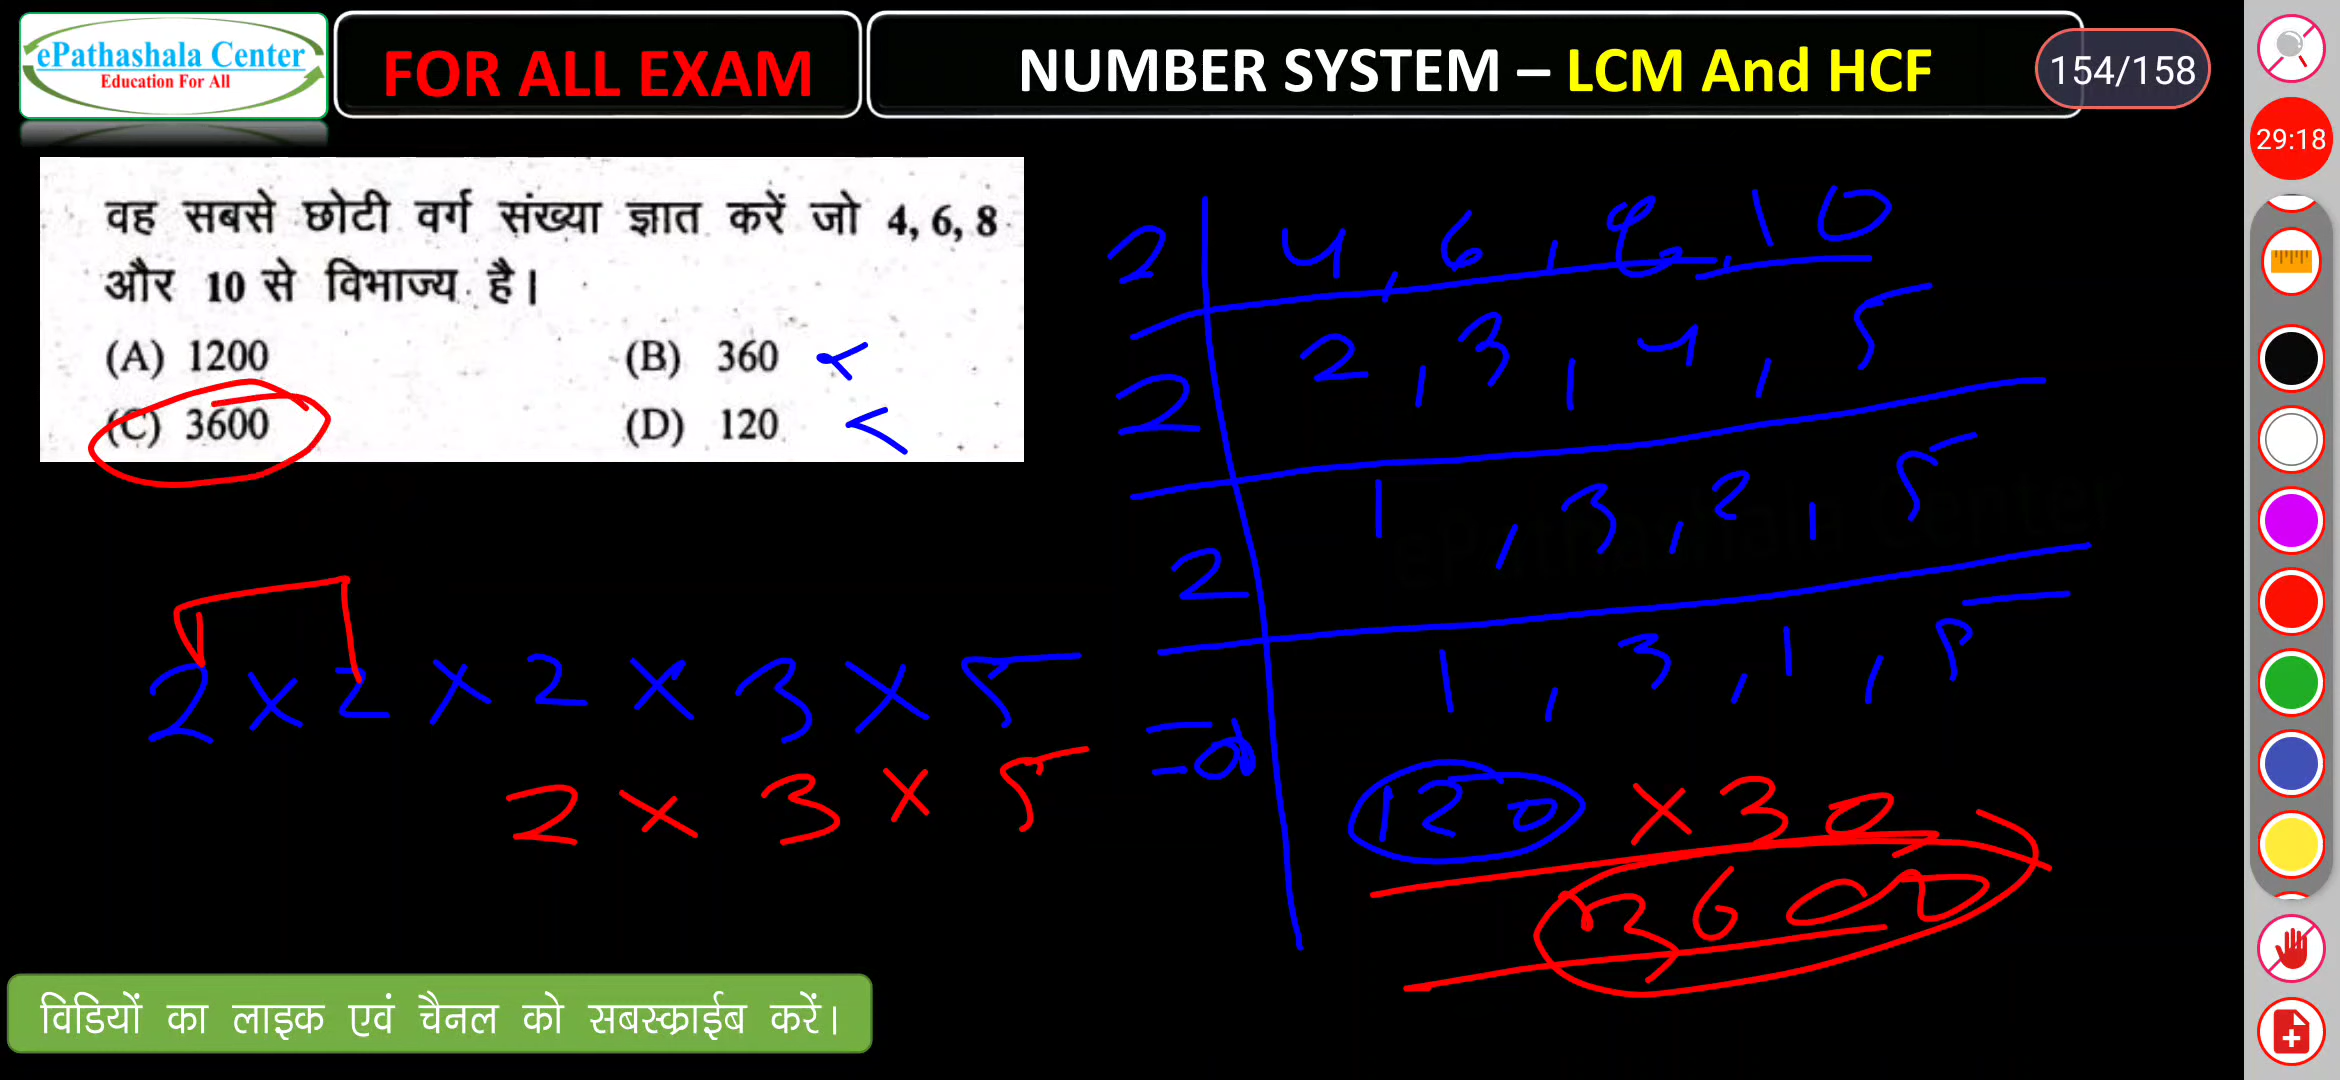 ePathashala Center
Education For All
FOR ALL EXAM
NUMBER SYSTEM – LCM And HCF
154/158
29:18
वह सबसे छोटी वर्ग संख्या ज्ञात करें जो 4, 6, 8
और 10 से विभाज्य है।
(A) 1200 (B) 360
(C) 3600 (D) 120
2 4, 6, 8, 10
2 2, 3, 4, 5
2 1, 3, 2, 5
1, 3, 1, 5
2 × 2 × 2 × 3 × 5
2 × 3 × 5
120 × 30
3600
विडियों का लाइक एवं चैनल को सबस्क्राईब करें।